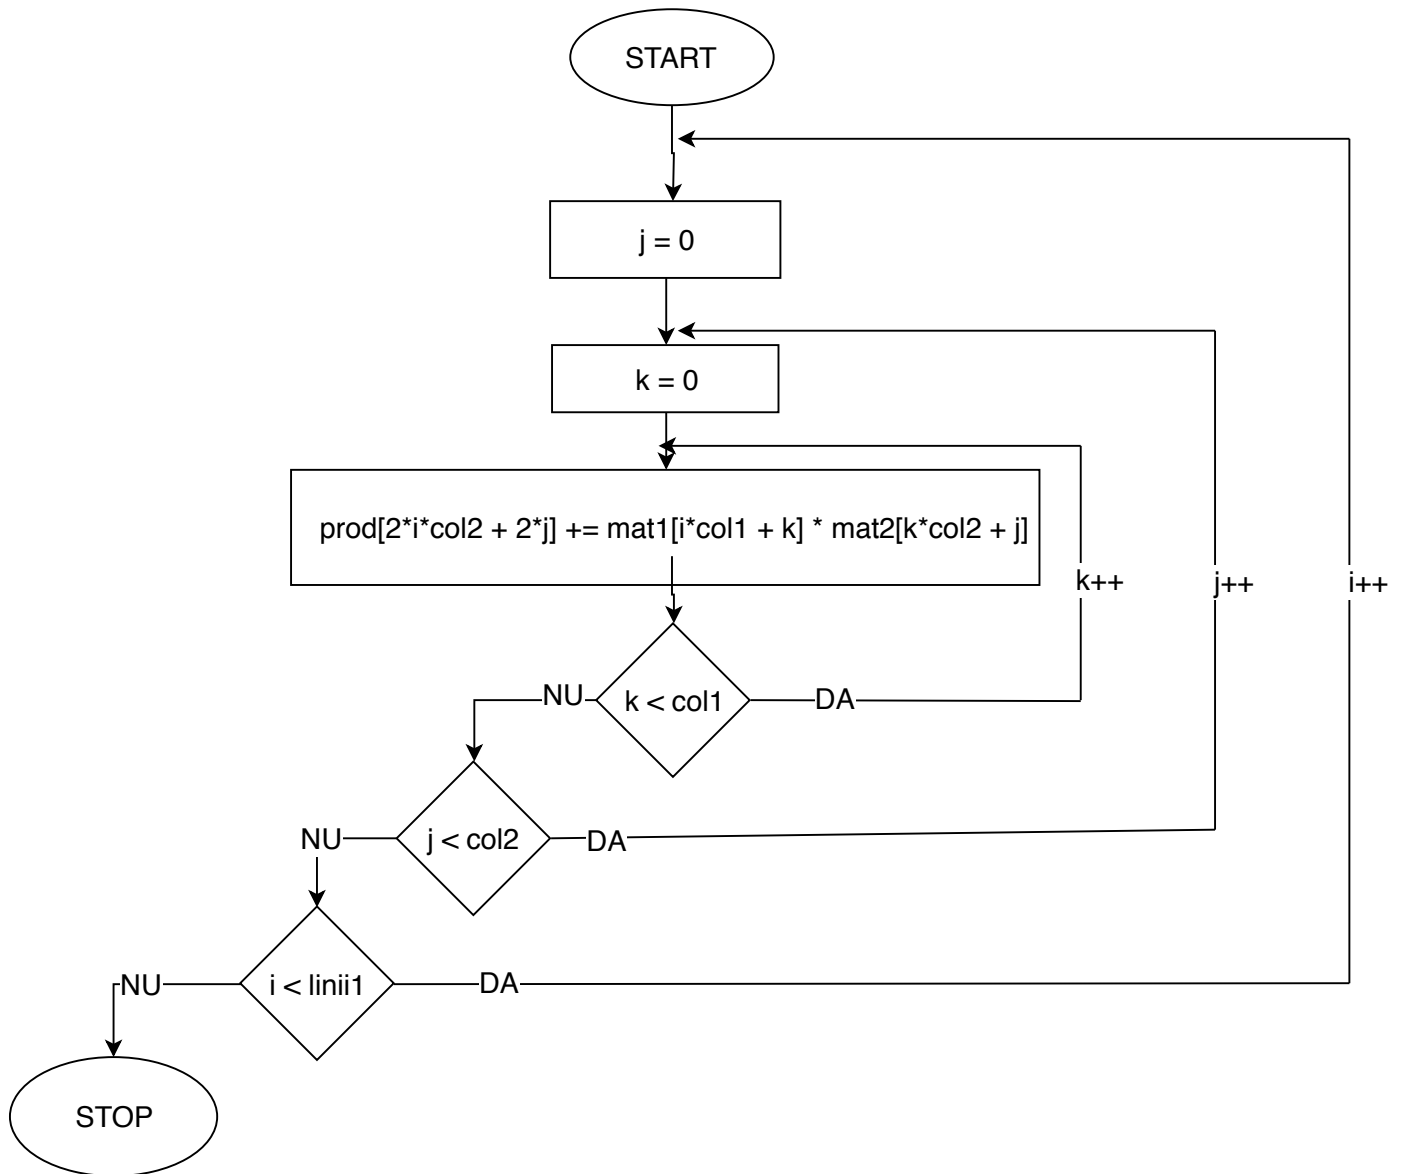 START
j = 0
k = 0
prod[2*i*col2 + 2*j] += mat1[i*col1 + k] * mat2[k*col2 + j]
k++
j++
i++
NU
k < col1
DA
NU
j < col2
DA
NU
i < linii1
DA
STOP